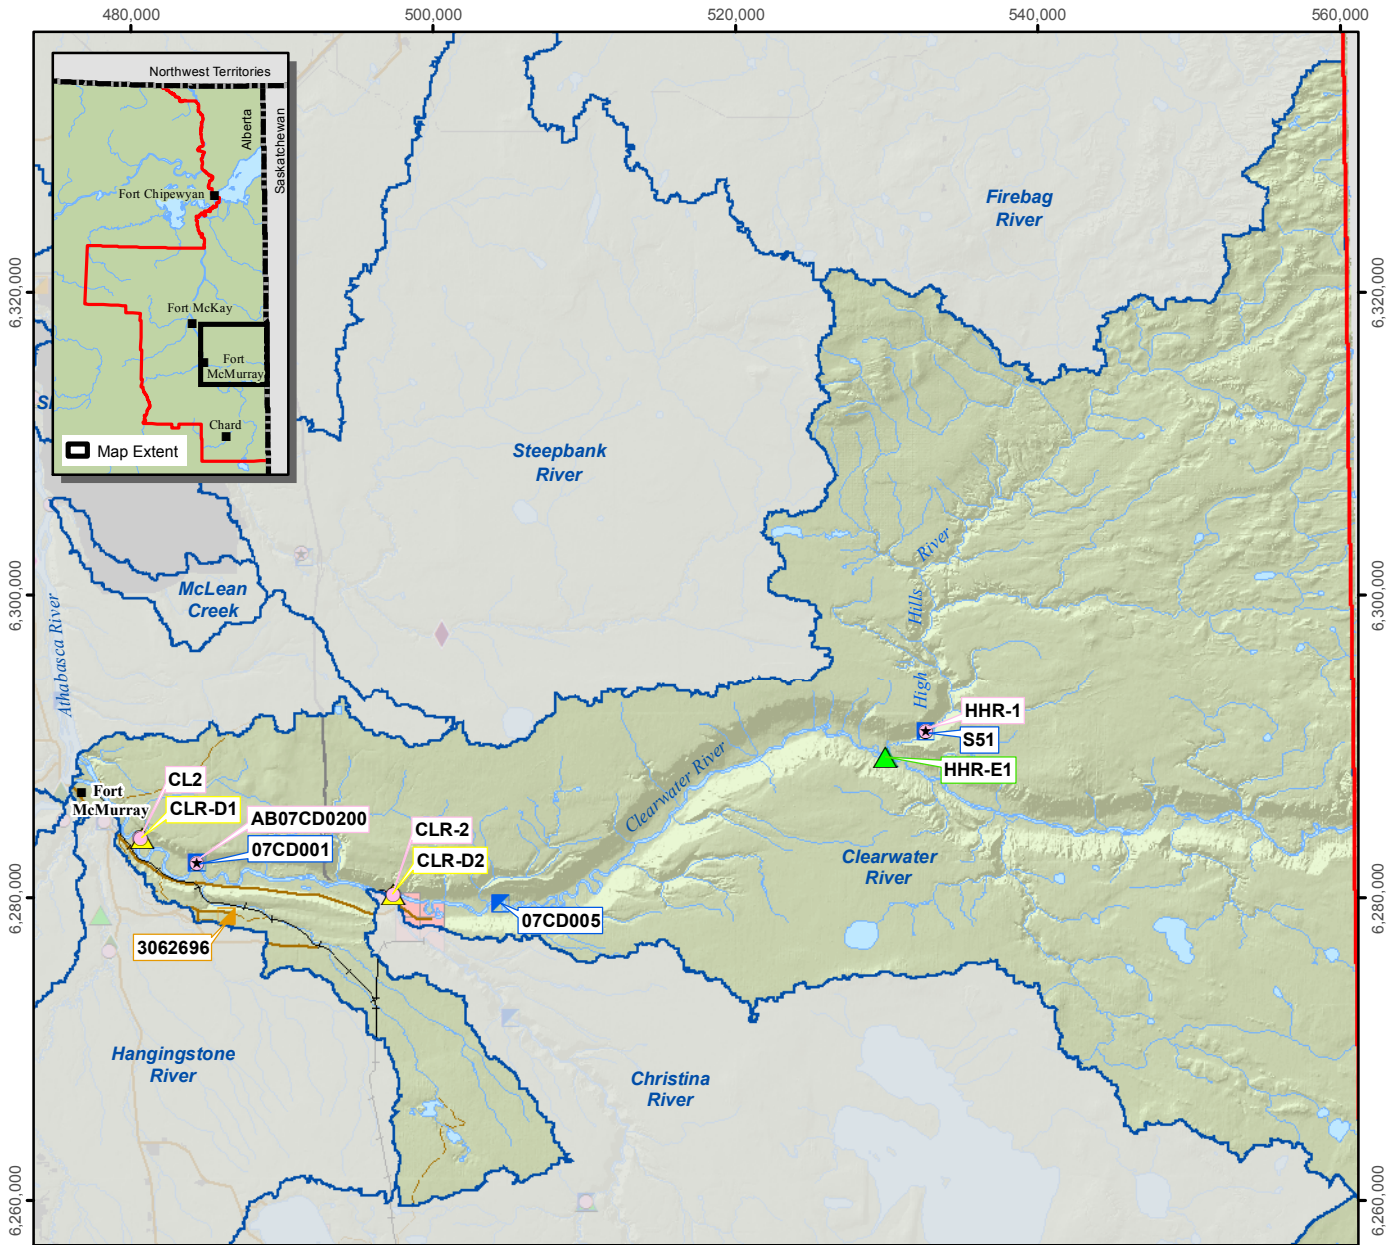 480,000
500,000
520,000
540,000
560,000
Northwest Territories
Alberta
Saskatchewan
Fort Chipewyan
Fort McKay
Fort
McMurray
Chard
Map Extent
Firebag
River
6,320,000
6,320,000
Steepbank
River
McLean
Creek
High Hills River
6,300,000
6,300,000
Athabasca River
HHR-1
S51
HHR-E1
Fort
McMurray
CL2
CLR-D1
AB07CD0200
07CD001
CLR-2
CLR-D2
Clearwater River
Clearwater
River
07CD005
3062696
6,280,000
6,280,000
Hangingstone
River
Christina
River
6,260,000
6,260,000